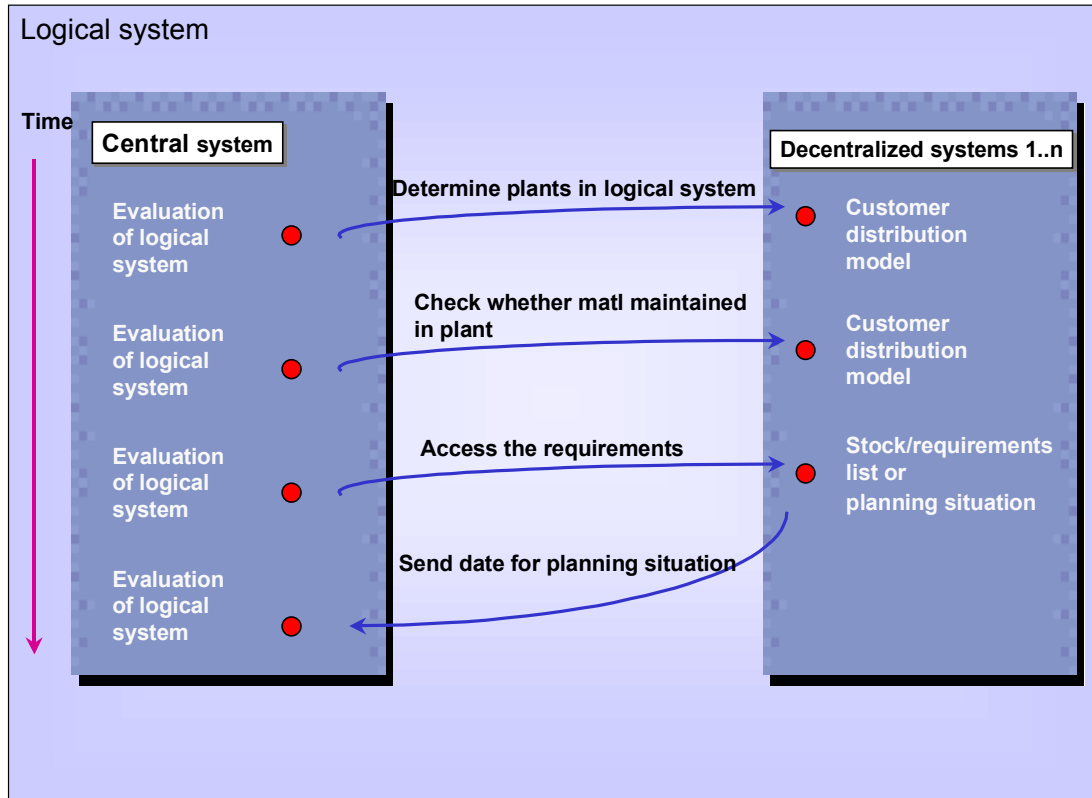 Logical system
Time
Central system
Decentralized systems 1..n
Determine plants in logical system
Evaluation
of logical
system
Customer
distribution
model
Check whether matl maintained
in plant
Evaluation
of logical
system
Customer
distribution
model
Access the requirements
Evaluation
of logical
system
Stock/requirements
list or
planning situation
Send date for planning situation
Evaluation
of logical
system